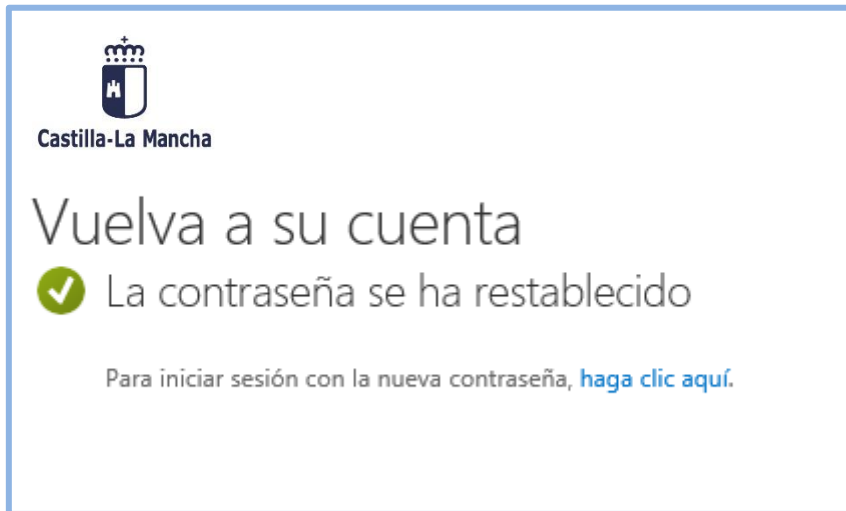 Castilla-La Mancha
Vuelva a su cuenta
La contraseña se ha restablecido
Para iniciar sesión con la nueva contraseña, haga clic aquí.